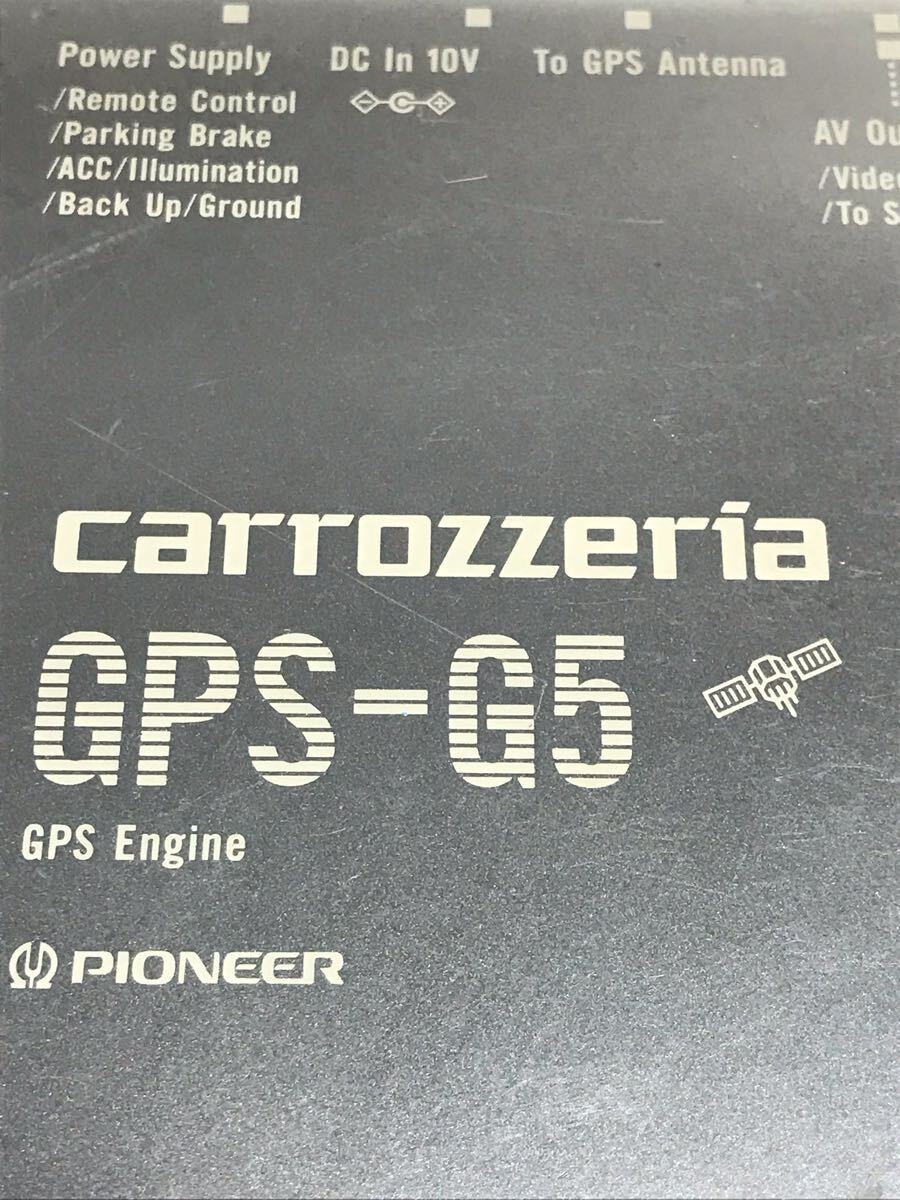 Power Supply
/Remote Control
/Parking Brake
/ACC/Illumination
/Back Up/Ground
DC In 10V
To GPS Antenna
AV
carrozzeria
GPS-G5
GPS Engine
PIONEER